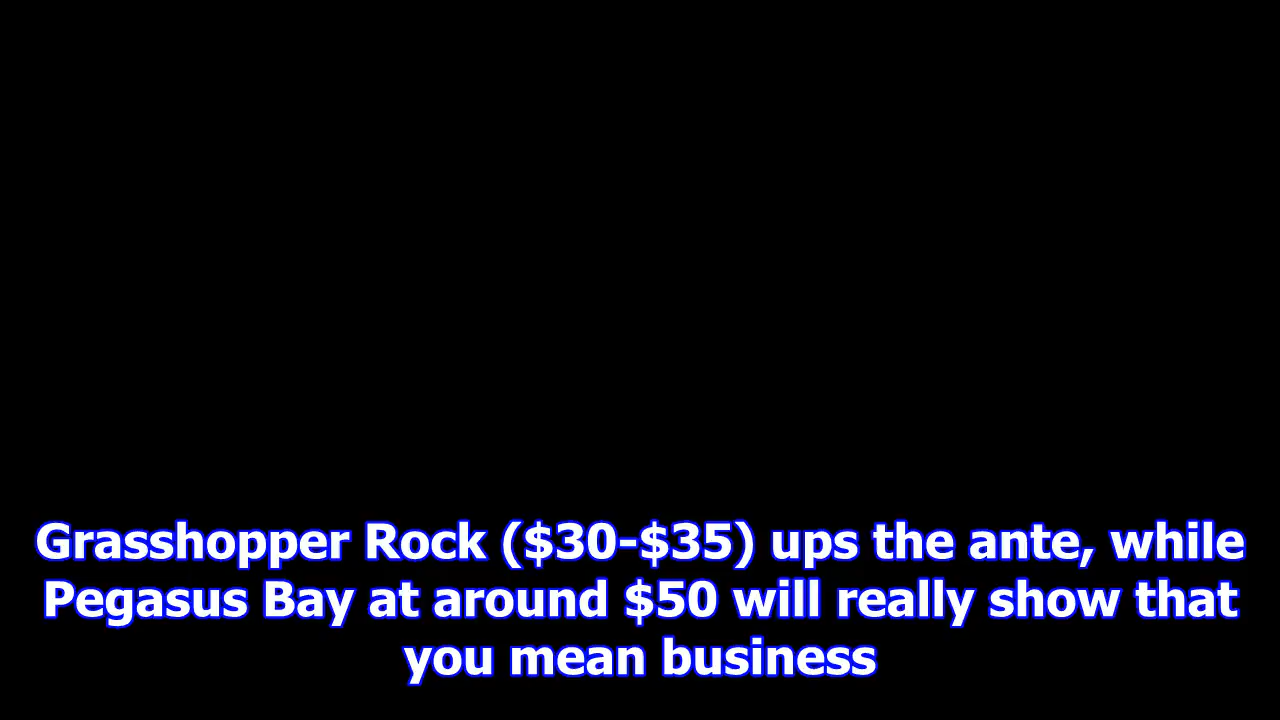 Grasshopper Rock ($30-$35) ups the ante, while
Pegasus Bay at around $50 will really show that
you mean business